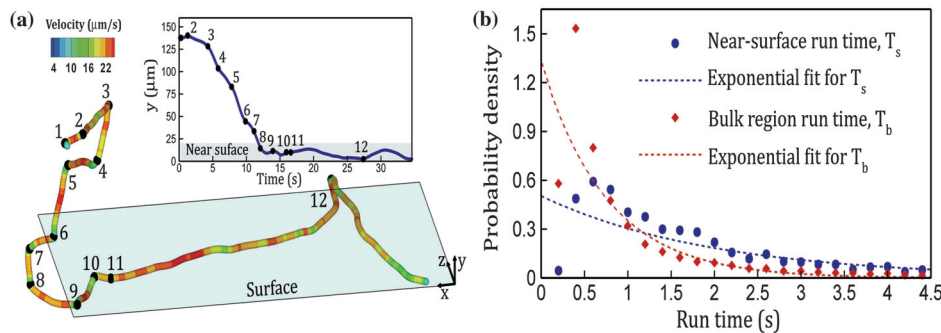 (a)
Velocity (μm/s)
4 10 16 22
1 2 3 4 5 6 7 8 9 10 11 12
Surface
z y
x
y (μm)
150
125
100
75
50
25
0
2
3
4
5
6
7
8 9 10 11 12
Near suface
0 5 10 15 20 25 30
Time (s)
(b)
Probability density
1.5
1.2
0.9
0.6
0.3
0.0
Near-surface run time, Ts
Exponential fit for Ts
Bulk region run time, Tb
Exponential fit for Tb
0 0.5 1.0 1.5 2.0 2.5 3.0 3.5 4.0 4.5
Run time (s)